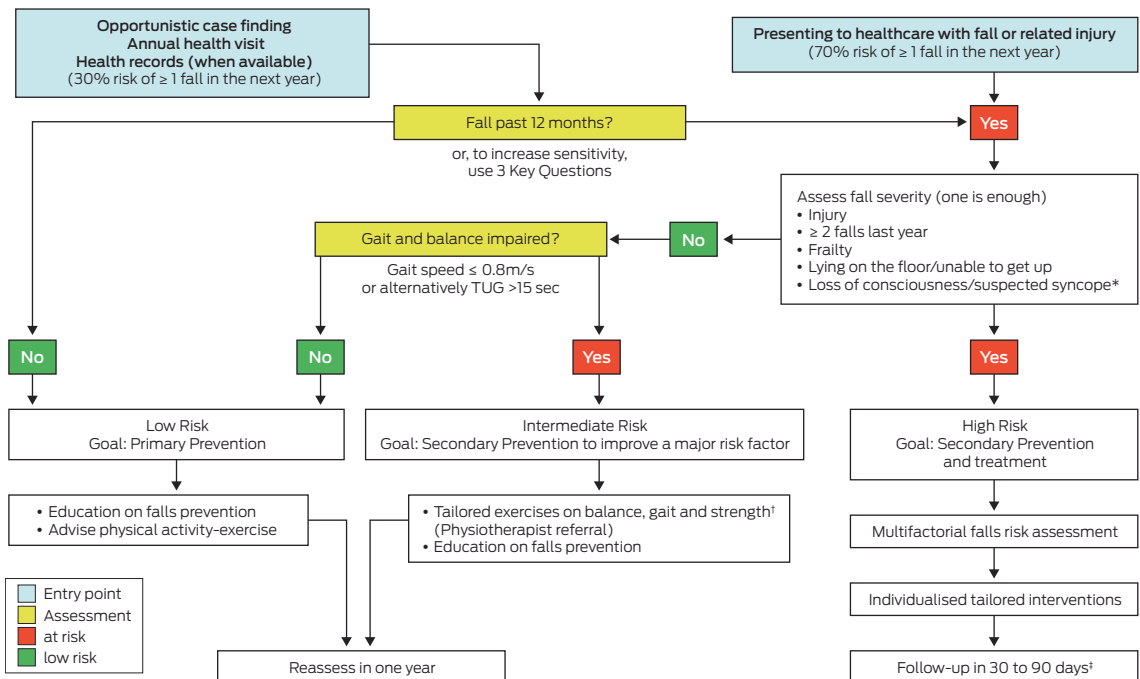 Opportunistic case finding
Annual health visit
Health records (when available)
(30% risk of ≥ 1 fall in the next year)
Presenting to healthcare with fall or related injury
(70% risk of ≥ 1 fall in the next year)
Fall past 12 months?
Yes
or, to increase sensitivity,
use 3 Key Questions
Assess fall severity (one is enough)
• Injury
• ≥ 2 falls last year
• Frailty
• Lying on the floor/unable to get up
• Loss of consciousness/suspected syncope*
Gait and balance impaired?
No
Gait speed ≤ 0.8m/s
or alternatively TUG >15 sec
No
No
Yes
Yes
Low Risk
Goal: Primary Prevention
Intermediate Risk
Goal: Secondary Prevention to improve a major risk factor
High Risk
Goal: Secondary Prevention
and treatment
• Education on falls prevention
• Advise physical activity-exercise
• Tailored exercises on balance, gait and strength†
(Physiotherapist referral)
• Education on falls prevention
Multifactorial falls risk assessment
Individualised tailored interventions
Entry point
Assessment
at risk
low risk
Reassess in one year
Follow-up in 30 to 90 days‡